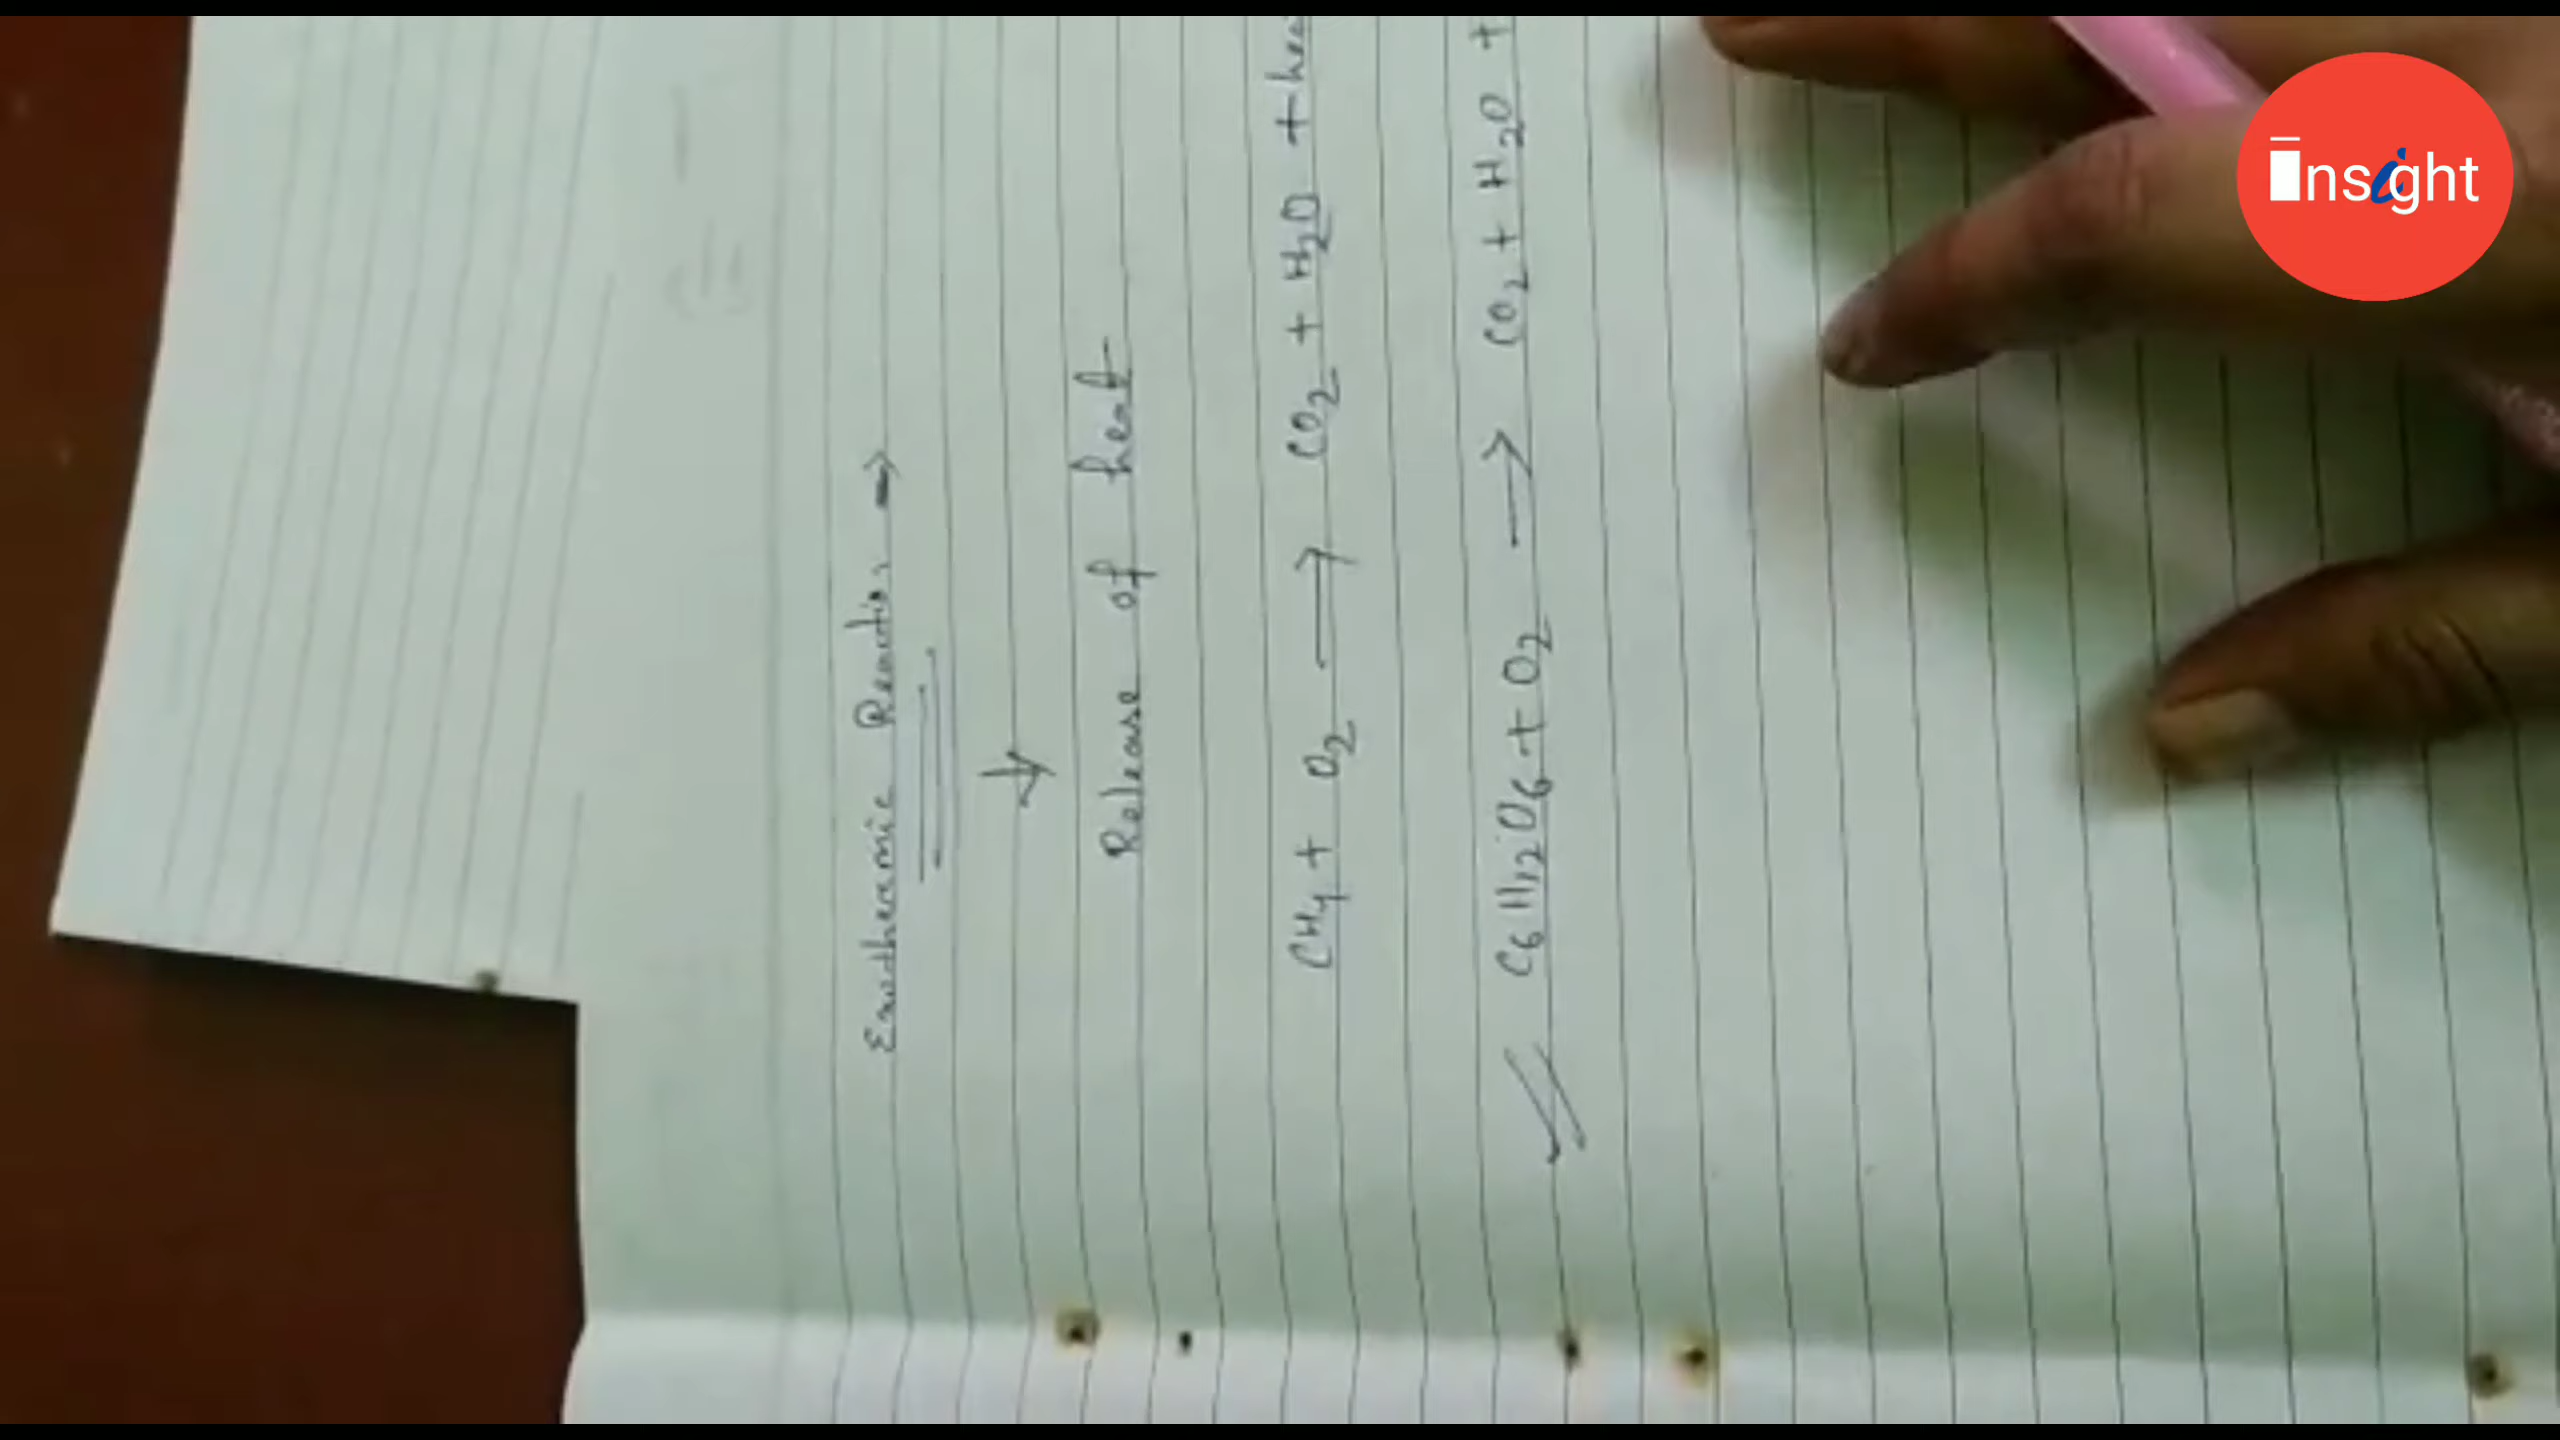 Exothermic Reaction →
↓
Release of heat
CH4 + O2 → CO2 + H2O + hea
C6H12O6 + O2 → CO2 + H2O +
Insight